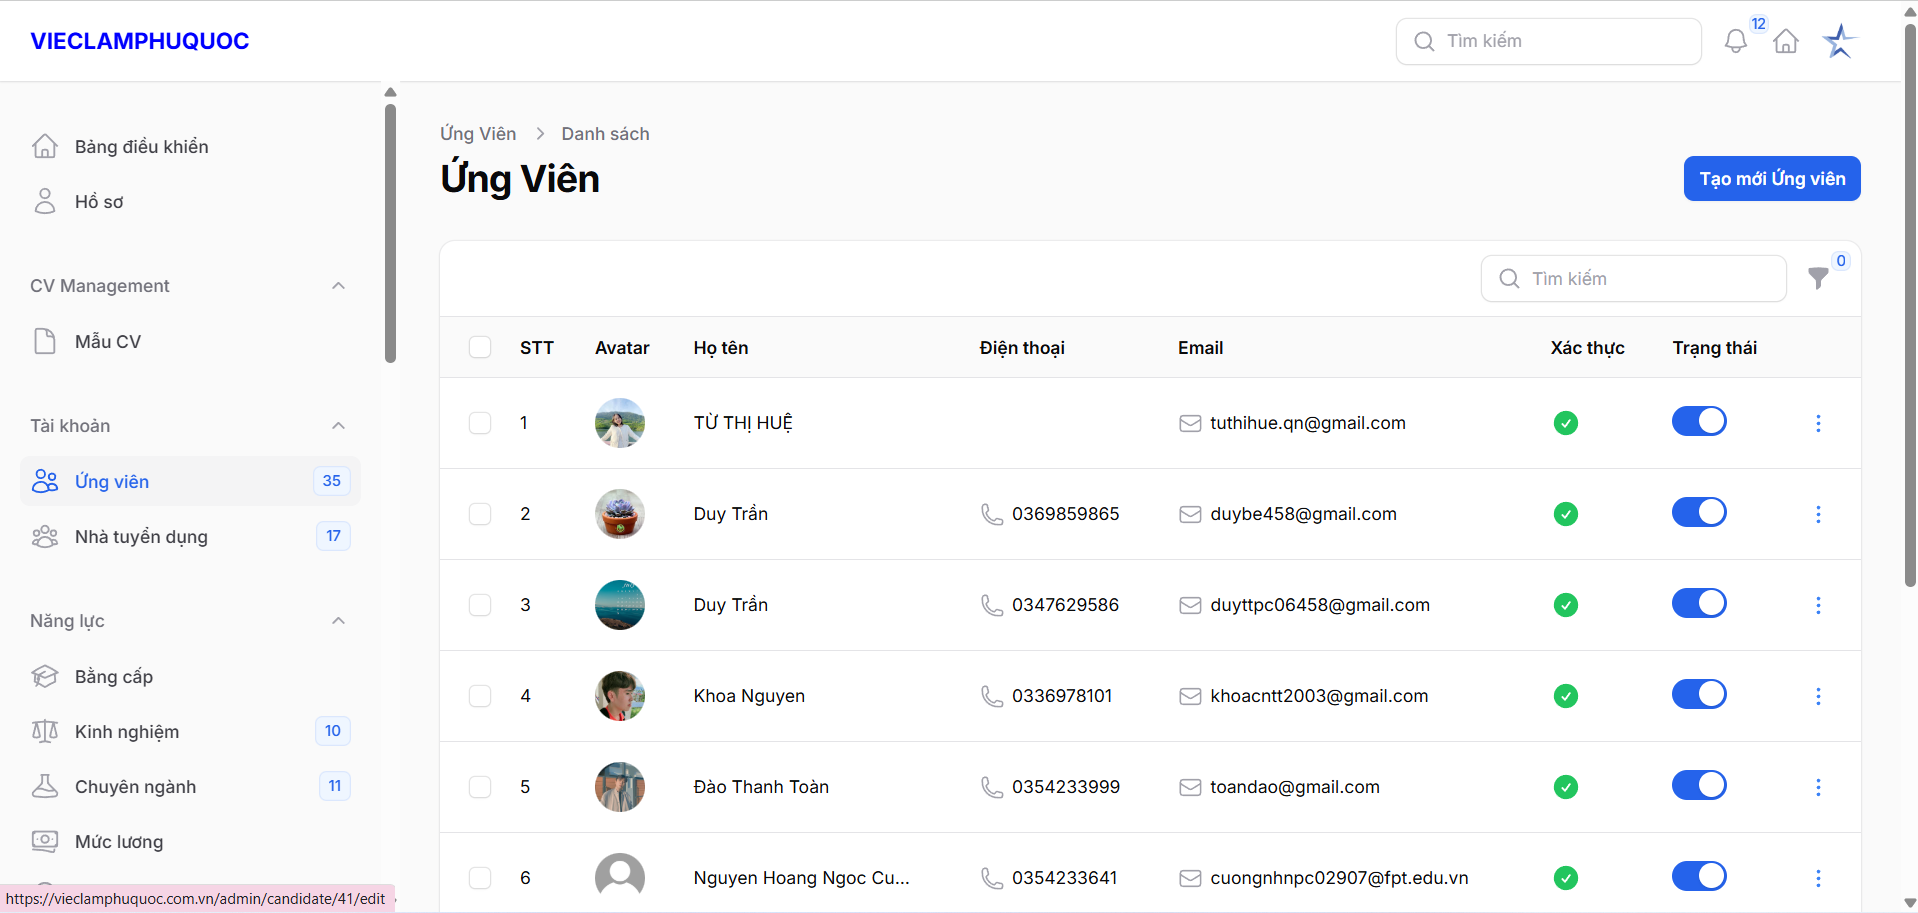 VIECLAMPHUQUOC
Tìm kiếm
12
Bảng điều khiển
Hồ sơ
CV Management
Mẫu CV
Tài khoản
Ứng viên 35
Nhà tuyển dụng 17
Năng lực
Bằng cấp
Kinh nghiệm 10
Chuyên ngành 11
Mức lương
https://vieclamphuquoc.com.vn/admin/candidate/41/edit
Ứng Viên Danh sách
Ứng Viên
Tạo mới Ứng viên
Tìm kiếm
0
STT Avatar Họ tên Điện thoại Email Xác thực Trạng thái
1 TỪ THỊ HUỆ tuthihue.qn@gmail.com
2 Duy Trần 0369859865 duybe458@gmail.com
3 Duy Trần 0347629586 duyttpc06458@gmail.com
4 Khoa Nguyen 0336978101 khoacntt2003@gmail.com
5 Đào Thanh Toàn 0354233999 toandao@gmail.com
6 Nguyen Hoang Ngoc Cu... 0354233641 cuongnhnpc02907@fpt.edu.vn